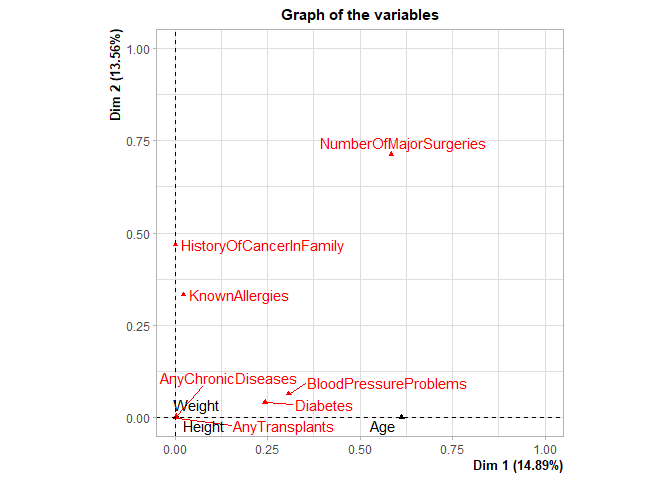 Graph of the variables
Dim 2 (13.56%)
1.00
0.75
0.50
0.25
0.00
NumberOfMajorSurgeries
HistoryOfCancerInFamily
KnownAllergies
AnyChronicDiseases
BloodPressureProblems
Weight
Diabetes
Height
AnyTransplants
Age
0.00 0.25 0.50 0.75 1.00
Dim 1 (14.89%)